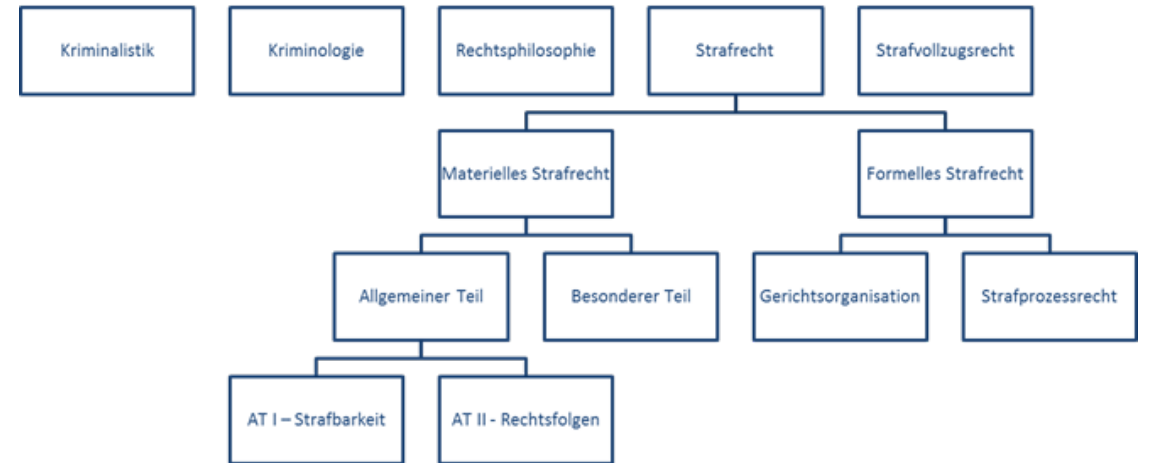 Kriminalistik
Kriminologie
Rechtsphilosophie
Strafrecht
Strafvollzugsrecht
Materielles Strafrecht
Formelles Strafrecht
Allgemeiner Teil
Besonderer Teil
Gerichtsorganisation
Strafprozessrecht
AT I – Strafbarkeit
AT II - Rechtsfolgen